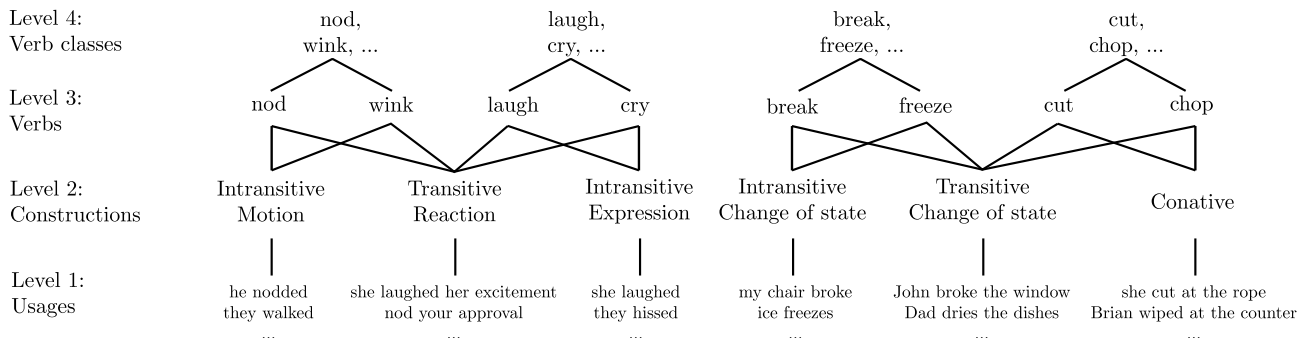 Level 4:
Verb classes
nod,
wink, ...
laugh,
cry, ...
break,
freeze, ...
cut,
chop, ...
Level 3:
Verbs
nod
wink
laugh
cry
break
freeze
cut
chop
Level 2:
Constructions
Intransitive
Motion
Transitive
Reaction
Intransitive
Expression
Intransitive
Change of state
Transitive
Change of state
Conative
Level 1:
Usages
he nodded
they walked
...
she laughed her excitement
nod your approval
...
she laughed
they hissed
...
my chair broke
ice freezes
...
John broke the window
Dad dries the dishes
...
she cut at the rope
Brian wiped at the counter
...